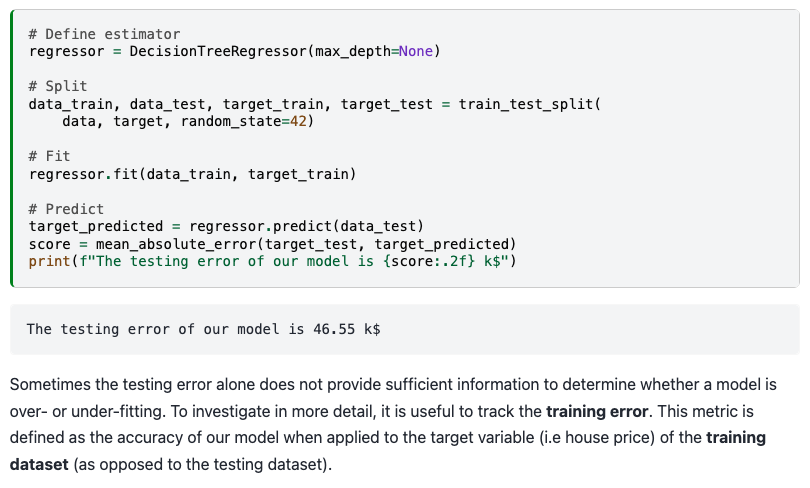 # Define estimator
regressor = DecisionTreeRegressor(max_depth=None)
# Split
data_train, data_test, target_train, target_test = train_test_split(
    data, target, random_state=42)
# Fit
regressor.fit(data_train, target_train)
# Predict
target_predicted = regressor.predict(data_test)
score = mean_absolute_error(target_test, target_predicted)
print(f"The testing error of our model is {score:.2f} k$")
The testing error of our model is 46.55 k$
Sometimes the testing error alone does not provide sufficient information to determine whether a model is
over- or under-fitting. To investigate in more detail, it is useful to track the training error. This metric is
defined as the accuracy of our model when applied to the target variable (i.e house price) of the training
dataset (as opposed to the testing dataset).